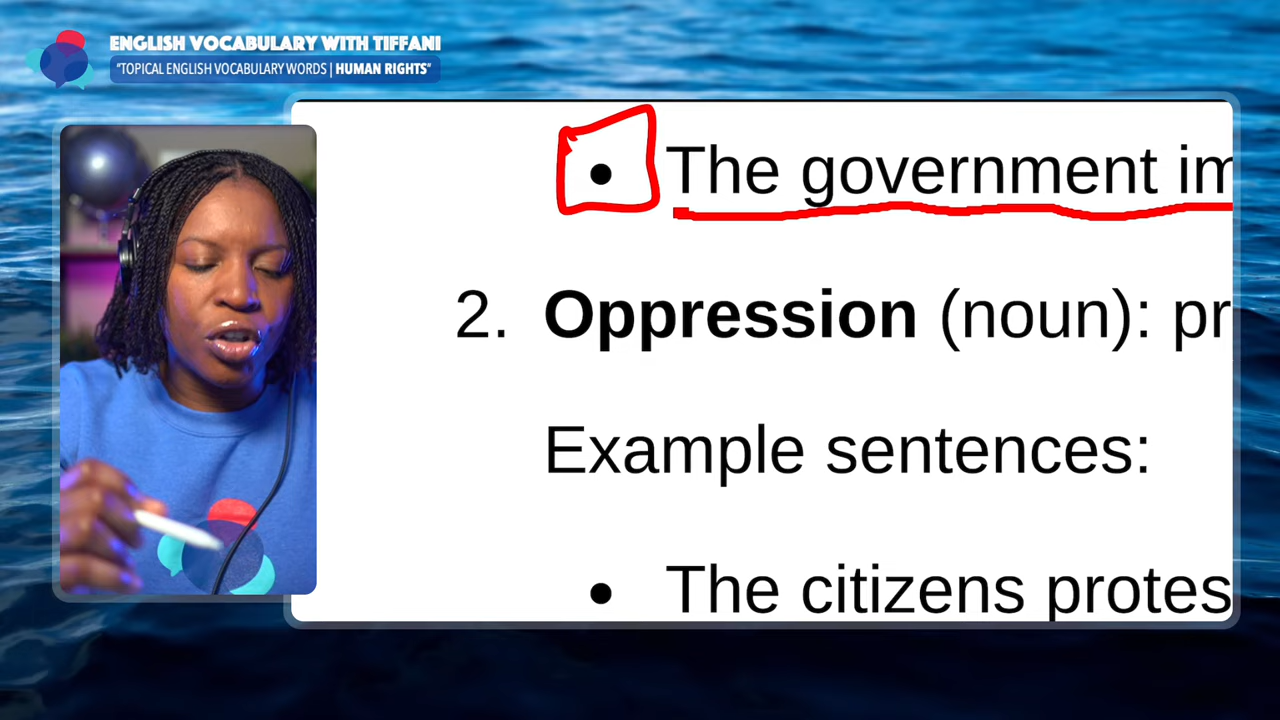 ENGLISH VOCABULARY WITH TIFFANI
"TOPICAL ENGLISH VOCABULARY WORDS | HUMAN RIGHTS"
• The government im
2. Oppression (noun): pr
Example sentences:
• The citizens protes